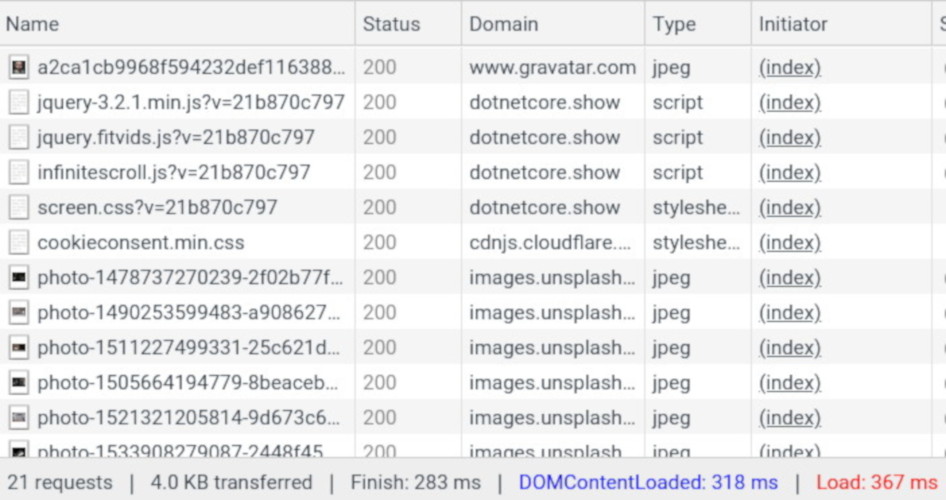 Name Status Domain Type Initiator
a2ca1cb9968f594232def116388... 200 www.gravatar.com jpeg (index)
jquery-3.2.1.min.js?v=21b870c797 200 dotnetcore.show script (index)
jquery.fitvids.js?v=21b870c797 200 dotnetcore.show script (index)
infinitescroll.js?v=21b870c797 200 dotnetcore.show script (index)
screen.css?v=21b870c797 200 dotnetcore.show styleshe... (index)
cookieconsent.min.css 200 cdnjs.cloudflare.... styleshe... (index)
photo-1478737270239-2f02b77f... 200 images.unsplash... jpeg (index)
photo-1490253599483-a908627... 200 images.unsplash... jpeg (index)
photo-1511227499331-25c621d... 200 images.unsplash... jpeg (index)
photo-1505664194779-8beaceb... 200 images.unsplash... jpeg (index)
photo-1521321205814-9d673c6... 200 images.unsplash... jpeg (index)
photo-1533908279087-2448f45 200 images.unsplash... jpeg (index)
21 requests | 4.0 KB transferred | Finish: 283 ms | DOMContentLoaded: 318 ms | Load: 367 ms